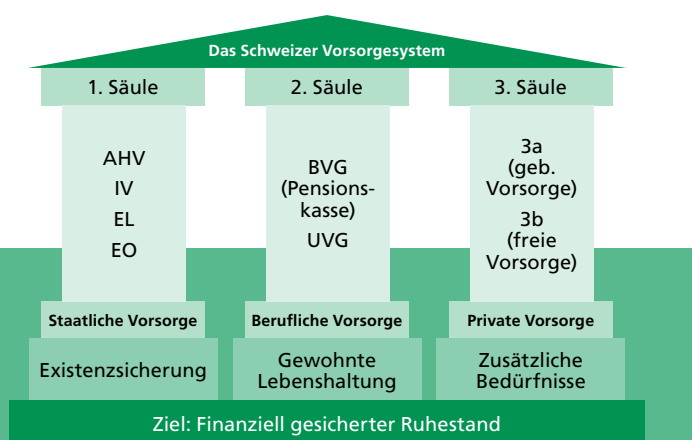 Das Schweizer Vorsorgesystem
1. Säule
2. Säule
3. Säule
AHV
IV
EL
EO
BVG
(Pensions-
kasse)
UVG
3a
(geb.
Vorsorge)
3b
(freie
Vorsorge)
Staatliche Vorsorge
Berufliche Vorsorge
Private Vorsorge
Existenzsicherung
Gewohnte
Lebenshaltung
Zusätzliche
Bedürfnisse
Ziel: Finanziell gesicherter Ruhestand